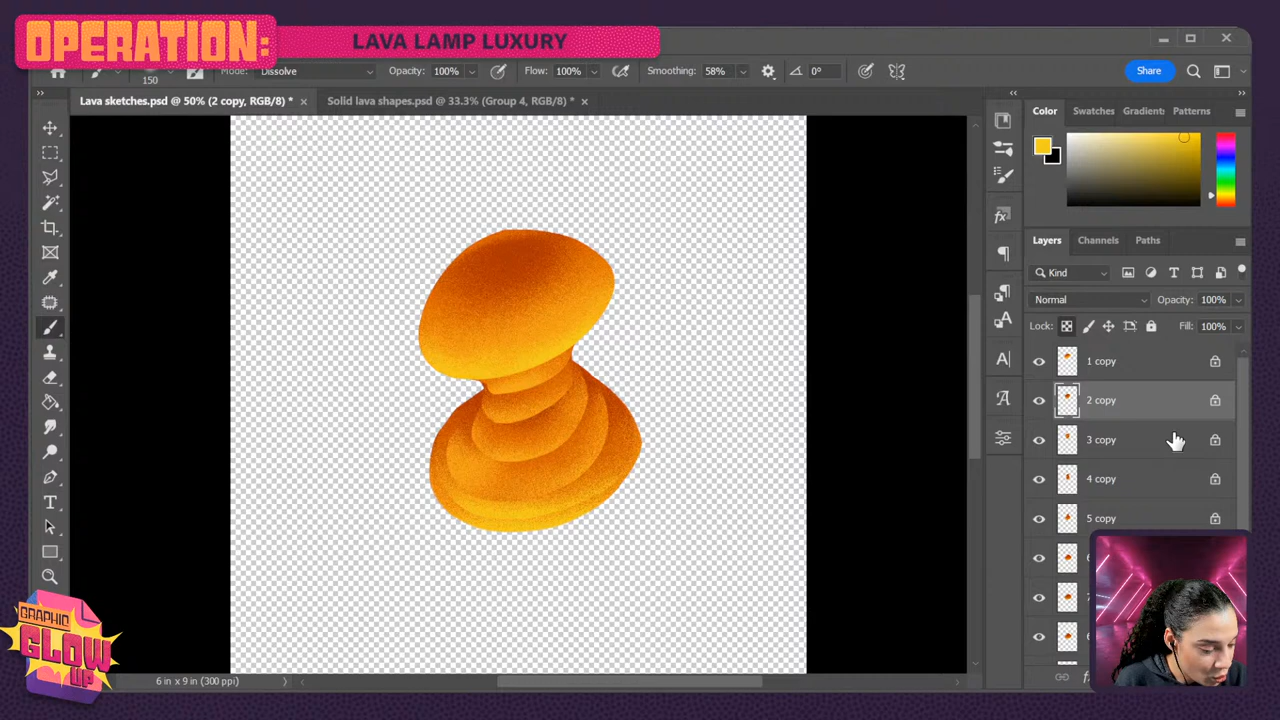 OPERATION:
LAVA LAMP LUXURY
150
Mode: Dissolve
Opacity: 100%
Flow: 100%
Smoothing: 58%
0°
Share
Lava sketches.psd @ 50% (2 copy, RGB/8) *
Solid lava shapes.psd @ 33.3% (Group 4, RGB/8) *
Color
Swatches
Gradient:
Patterns
Layers
Channels
Paths
Kind
Normal
Opacity: 100%
Lock:
Fill: 100%
1 copy
2 copy
3 copy
4 copy
5 copy
6 in x 9 in (300 ppi)
GRAPHIC
GLOW
UP